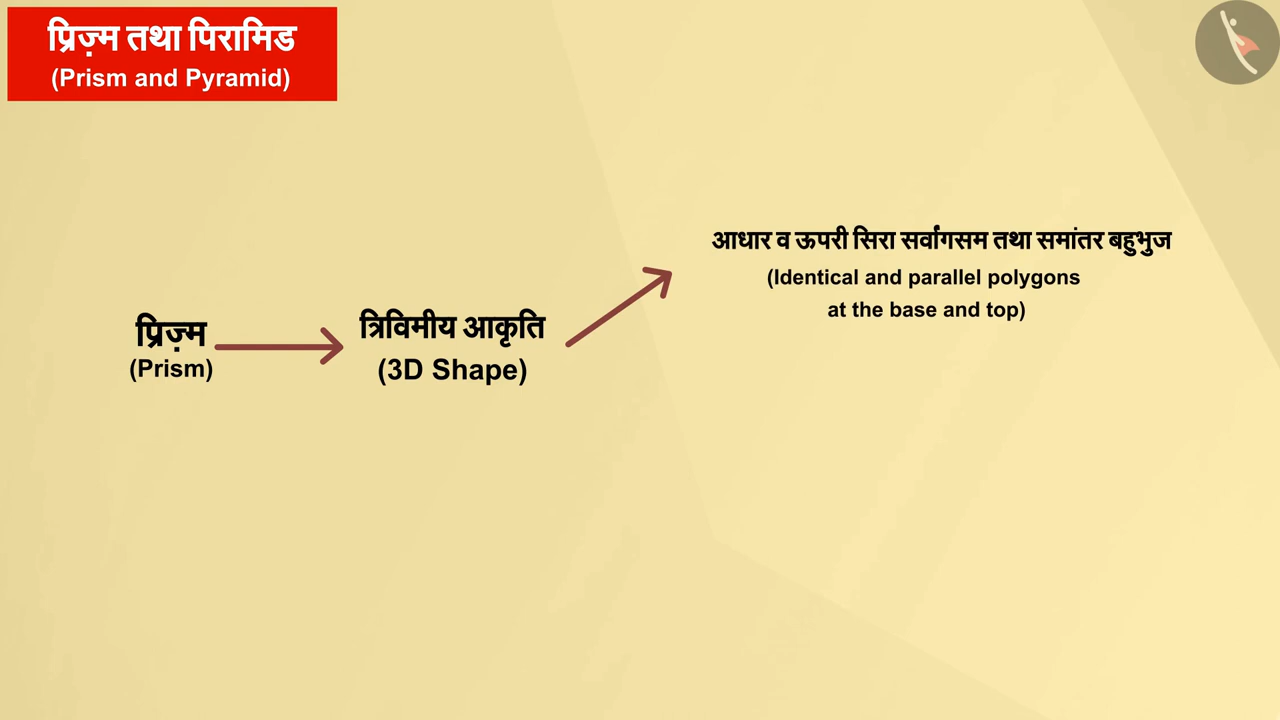 प्रिज़्म तथा पिरामिड
(Prism and Pyramid)
प्रिज़्म
(Prism)
त्रिविमीय आकृति
(3D Shape)
आधार व ऊपरी सिरा सर्वांगसम तथा समांतर बहुभुज
(Identical and parallel polygons
at the base and top)